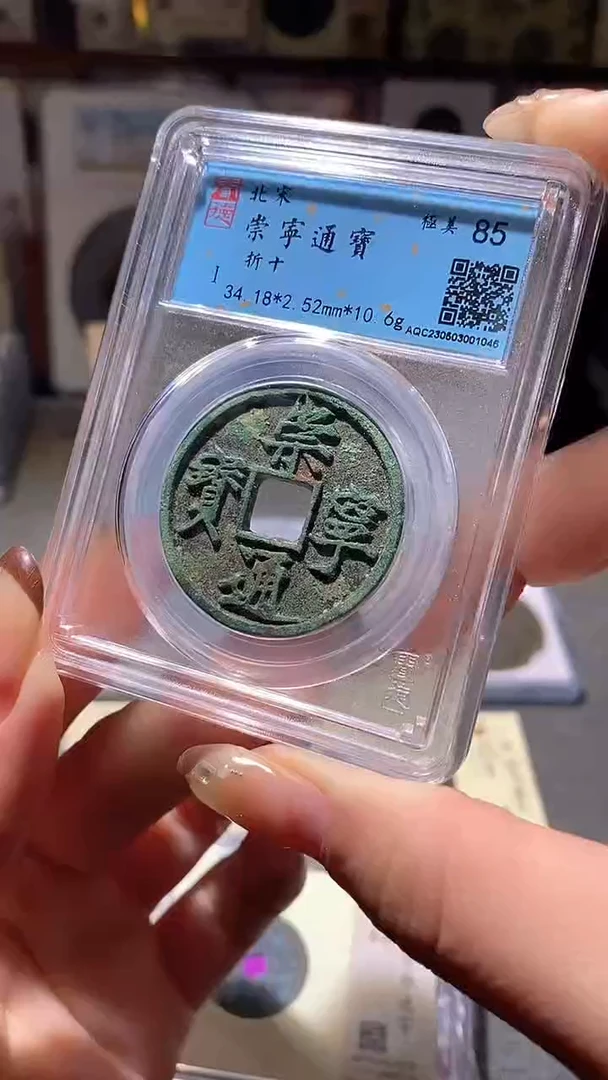 北宋
崇寧通寶
極美 85
折十
I
34.18*2.52mm*10.6g
AQC230503001046
崇寧通寶